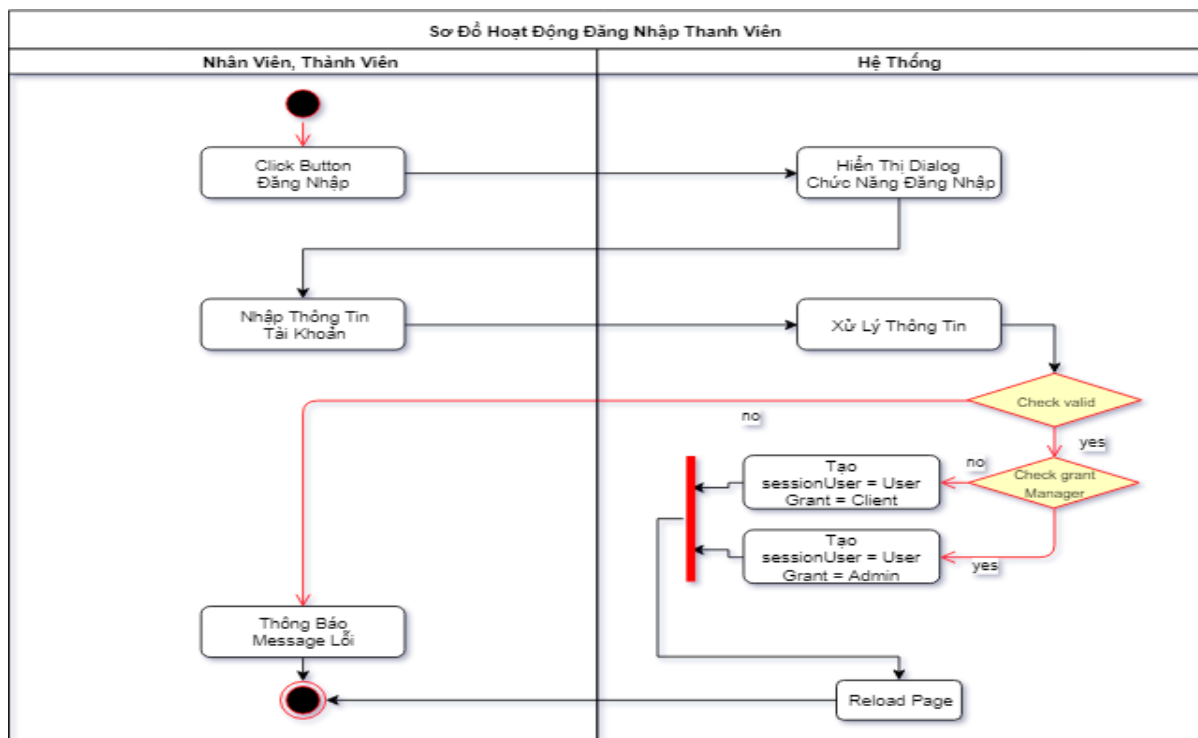 Sơ Đồ Hoạt Động Đăng Nhập Thanh Viên
Nhân Viên, Thành Viên
Hệ Thống
Click Button
Đăng Nhập
Hiển Thị Dialog
Chức Năng Đăng Nhập
Nhập Thông Tin
Tài Khoản
Xử Lý Thông Tin
Check valid
no
yes
Tạo
sessionUser = User
Grant = Client
no
Check grant
Manager
Tạo
sessionUser = User
Grant = Admin
yes
Thông Báo
Message Lỗi
Reload Page